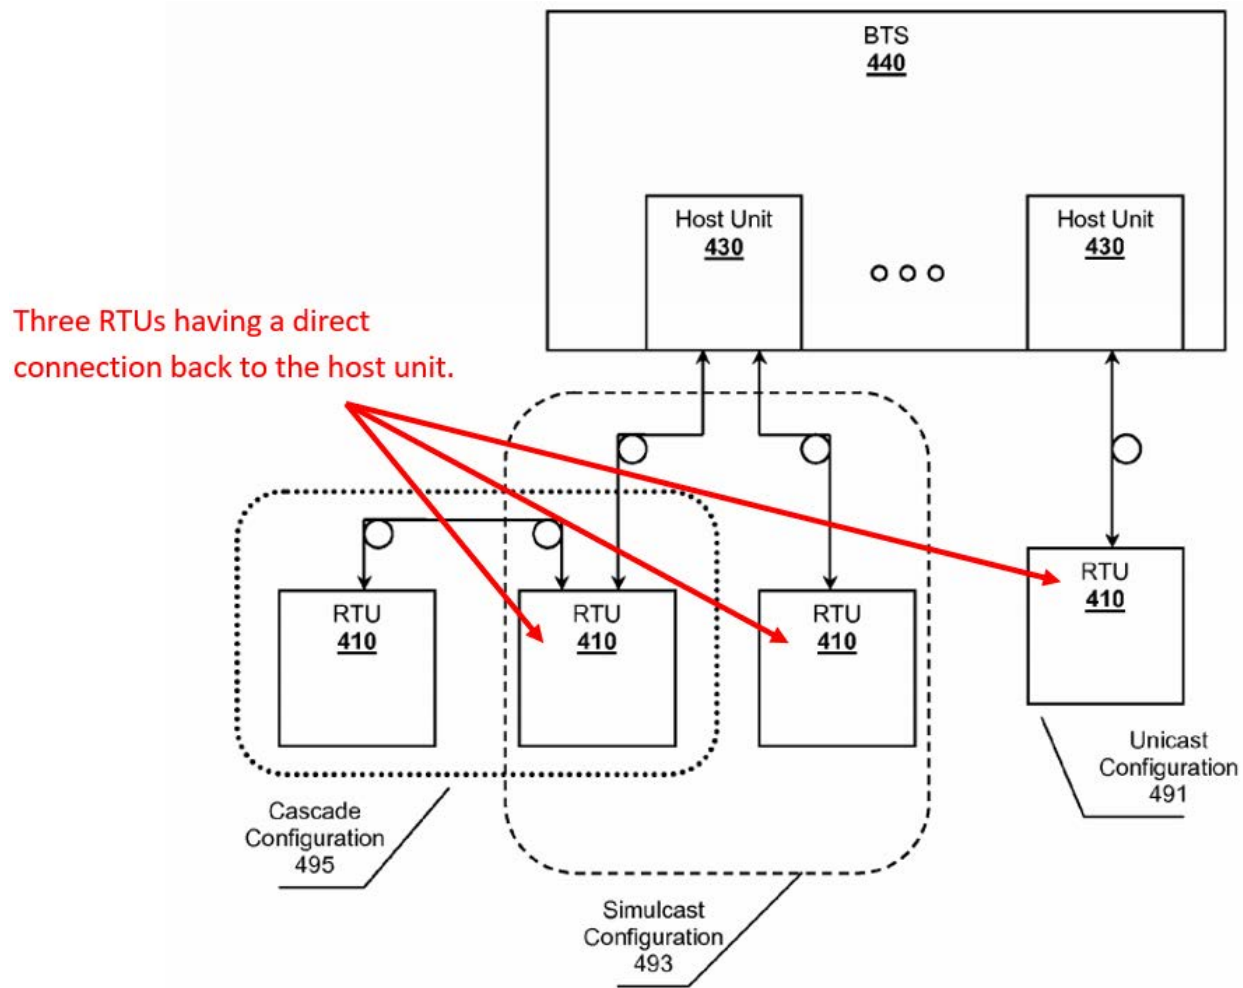 BTS
440
Host Unit
430
Host Unit
430
Three RTUs having a direct
connection back to the host unit.
RTU
410
RTU
410
RTU
410
RTU
410
Unicast
Configuration
491
Cascade
Configuration
495
Simulcast
Configuration
493